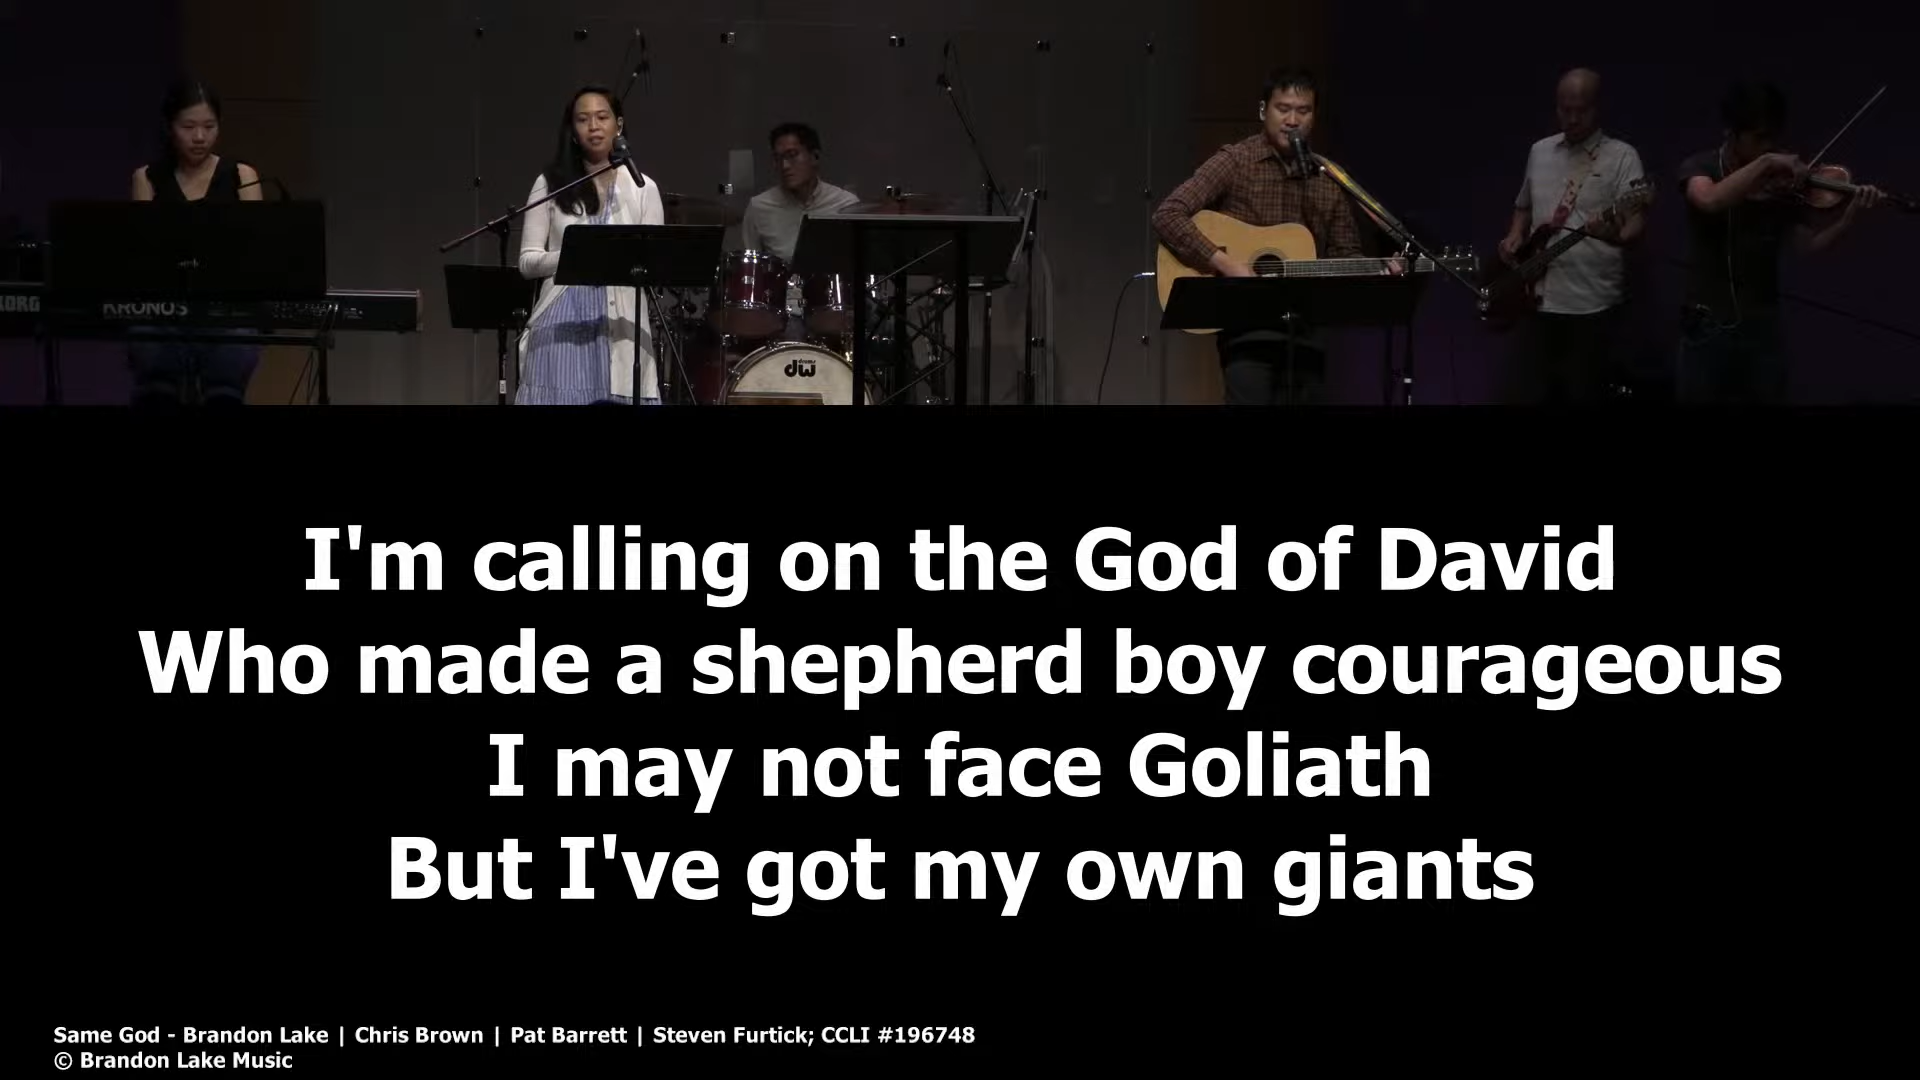 KORG
KRONOS
drums
dw
I'm calling on the God of David
Who made a shepherd boy courageous
I may not face Goliath
But I've got my own giants
Same God - Brandon Lake | Chris Brown | Pat Barrett | Steven Furtick; CCLI #196748
© Brandon Lake Music